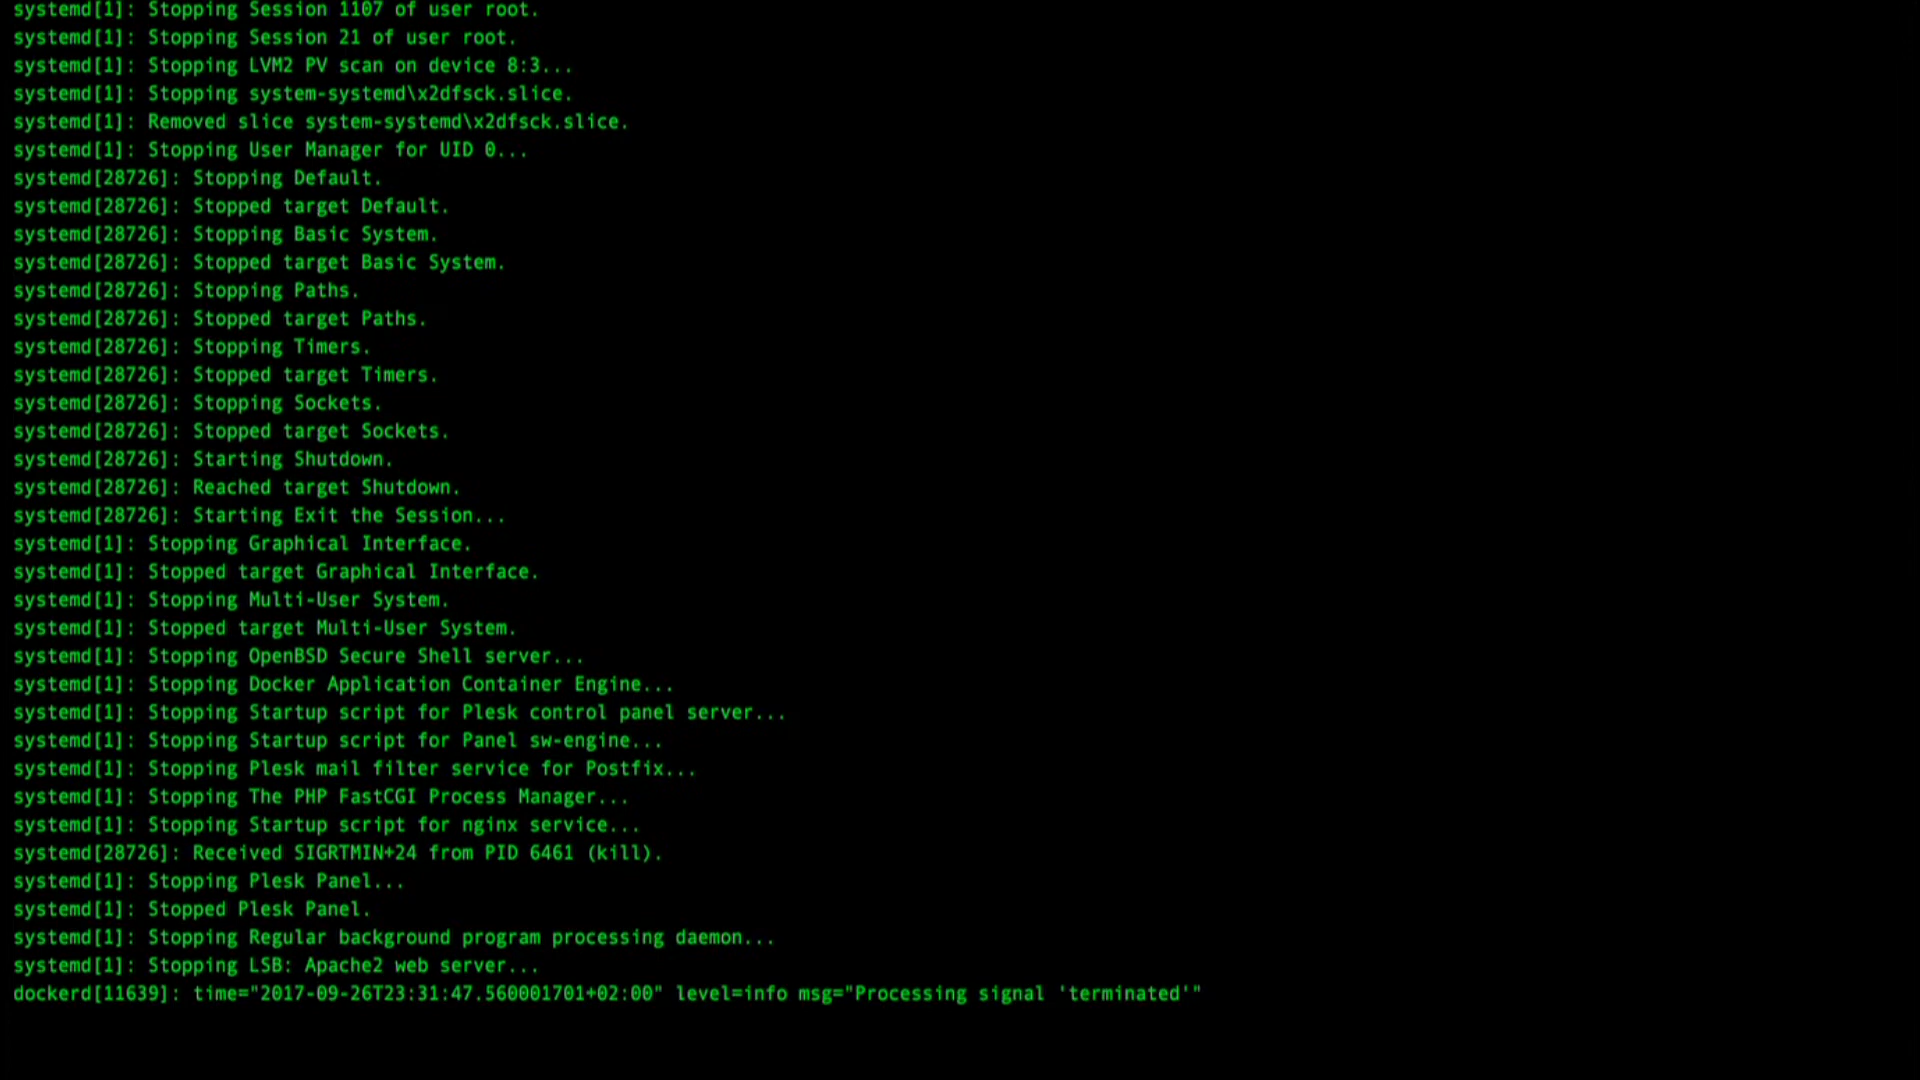 systemd[1]: Stopping Session 1107 of user root.
systemd[1]: Stopping Session 21 of user root.
systemd[1]: Stopping LVM2 PV scan on device 8:3...
systemd[1]: Stopping system-systemd\x2dfsck.slice.
systemd[1]: Removed slice system-systemd\x2dfsck.slice.
systemd[1]: Stopping User Manager for UID 0...
systemd[28726]: Stopping Default.
systemd[28726]: Stopped target Default.
systemd[28726]: Stopping Basic System.
systemd[28726]: Stopped target Basic System.
systemd[28726]: Stopping Paths.
systemd[28726]: Stopped target Paths.
systemd[28726]: Stopping Timers.
systemd[28726]: Stopped target Timers.
systemd[28726]: Stopping Sockets.
systemd[28726]: Stopped target Sockets.
systemd[28726]: Starting Shutdown.
systemd[28726]: Reached target Shutdown.
systemd[28726]: Starting Exit the Session...
systemd[1]: Stopping Graphical Interface.
systemd[1]: Stopped target Graphical Interface.
systemd[1]: Stopping Multi-User System.
systemd[1]: Stopped target Multi-User System.
systemd[1]: Stopping OpenBSD Secure Shell server...
systemd[1]: Stopping Docker Application Container Engine...
systemd[1]: Stopping Startup script for Plesk control panel server...
systemd[1]: Stopping Startup script for Panel sw-engine...
systemd[1]: Stopping Plesk mail filter service for Postfix...
systemd[1]: Stopping The PHP FastCGI Process Manager...
systemd[1]: Stopping Startup script for nginx service...
systemd[28726]: Received SIGRTMIN+24 from PID 6461 (kill).
systemd[1]: Stopping Plesk Panel...
systemd[1]: Stopped Plesk Panel.
systemd[1]: Stopping Regular background program processing daemon...
systemd[1]: Stopping LSB: Apache2 web server...
dockerd[11639]: time="2017-09-26T23:31:47.560001701+02:00" level=info msg="Processing signal 'terminated'"